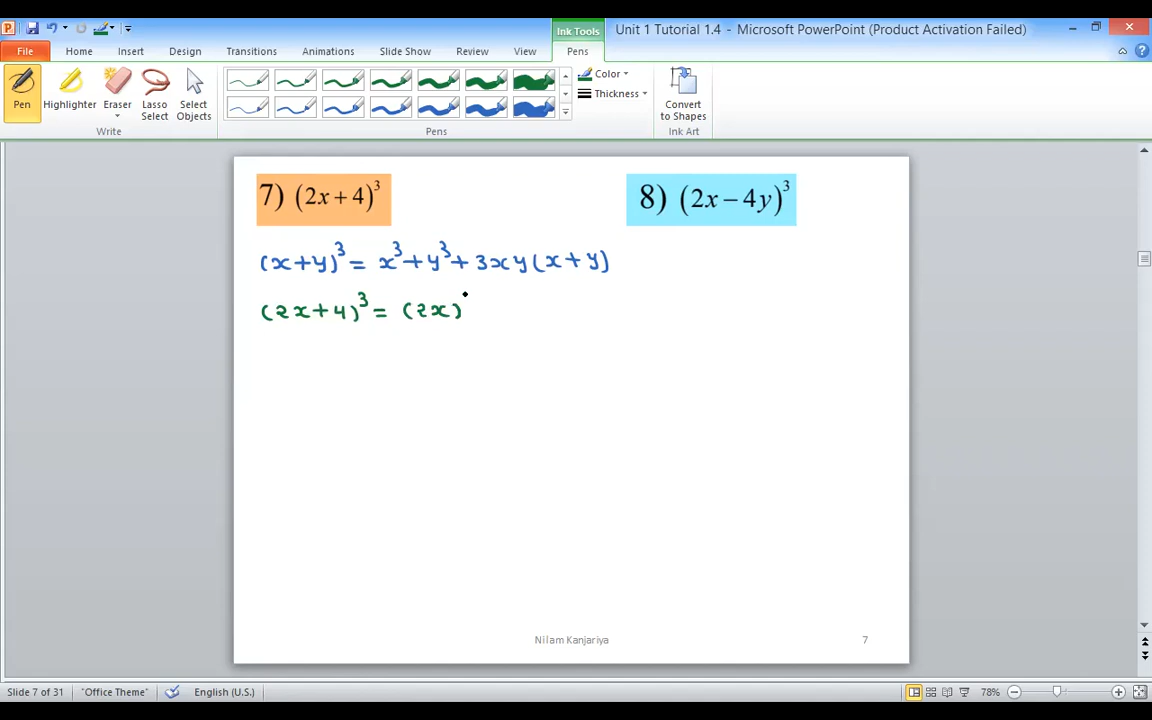 Ink Tools
Unit 1 Tutorial 1.4 - Microsoft PowerPoint (Product Activation Failed)
File Home Insert Design Transitions Animations Slide Show Review View Pens
Pen Highlighter Eraser Lasso Select Select Objects
Color
Thickness
Convert to Shapes
Write Pens Ink Art
7) (2x + 4)³
8) (2x − 4y)³
(x+y)³ = x³+y³+3xy(x+y)
(2x+4)³ = (2x)
Nilam Kanjariya 7
Slide 7 of 31 "Office Theme" English (U.S.) 78%